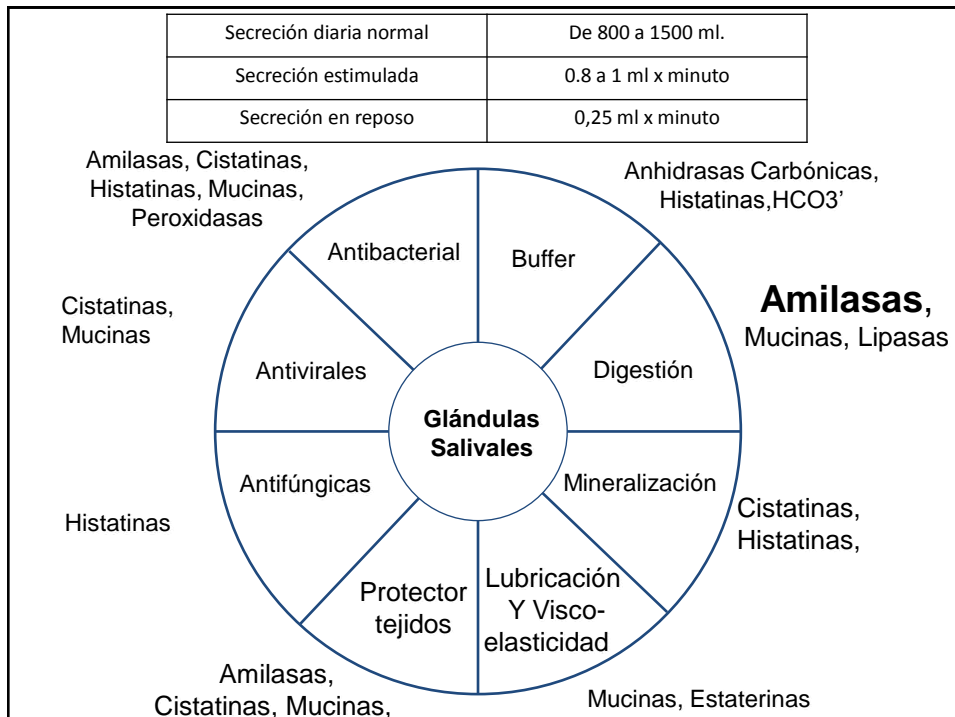 Secreción diaria normal De 800 a 1500 ml.
Secreción estimulada 0.8 a 1 ml x minuto
Secreción en reposo 0,25 ml x minuto
Amilasas, Cistatinas,
Histatinas, Mucinas,
Peroxidasas
Anhidrasas Carbónicas,
Histatinas,HCO3’
Antibacterial
Buffer
Cistatinas,
Mucinas
Amilasas,
Mucinas, Lipasas
Antivirales
Digestión
Glándulas
Salivales
Antifúngicas
Mineralización
Histatinas
Cistatinas,
Histatinas,
Protector
tejidos
Lubricación
Y Visco-
elasticidad
Amilasas,
Cistatinas, Mucinas,
Mucinas, Estaterinas